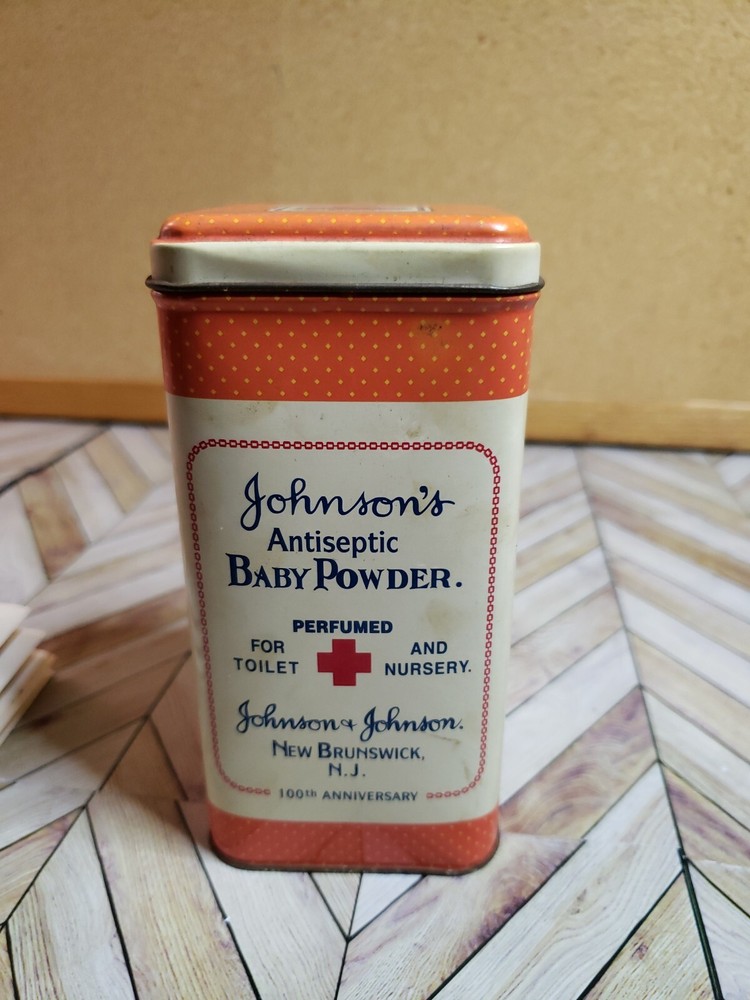 Johnson's
Antiseptic
BABY POWDER.
PERFUMED
FOR AND
TOILET NURSERY.
Johnson & Johnson.
NEW BRUNSWICK,
N.J.
100th ANNIVERSARY